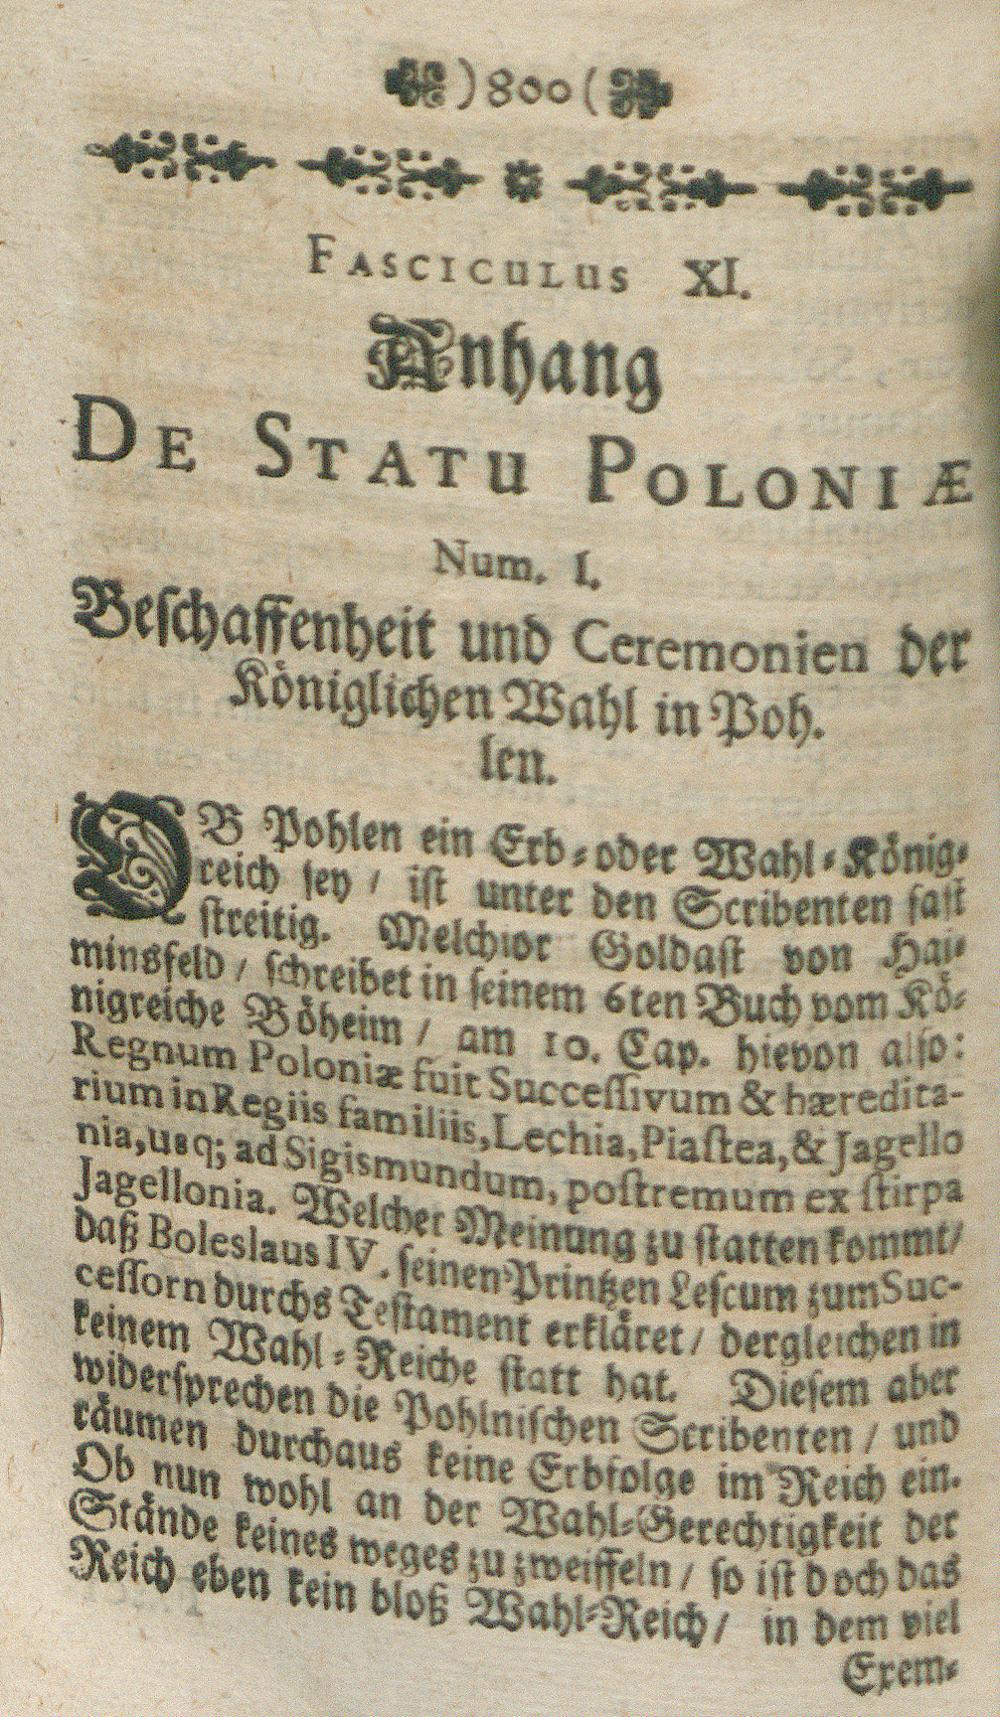 )800(
FASCICULUS XI.
Anhang
DE STATU POLONIÆ
Num. I.
Beſchaffenheit und Ceremonien der
Königlichen Wahl in Poh.
len.
OB Pohlen ein Erb-oder Wahl-König-
reich ſey / iſt unter den Scribenten faſt
ſtreitig. Melchior Goldaſt von Hai-
minsfeld / ſchreibet in ſeinem 6ten Buch vom Kö-
nigreiche Böheim / am 10. Cap. hievon alſo:
Regnum Poloniæ fuit Succeſſivum & hæredita-
rium in Regiis familiis, Lechia, Piaſtea, & Jagello
nia, usq; ad Sigismundum, poſtremum ex ſtirpa
Jagellonia. Welcher Meinung zu ſtatten kommt/
daß Boleslaus IV. ſeinen Printzen Leſcum zum Suc-
ceſſorn durchs Teſtament erkläret / dergleichen in
keinem Wahl-Reiche ſtatt hat. Dieſem aber
widerſprechen die Pohlniſchen Scribenten / und
räumen durchaus keine Erbfolge im Reich ein.
Ob nun wohl an der Wahl-Gerechtigkeit der
Stände keines weges zu zweiffeln / ſo iſt doch das
Reich eben kein bloß Wahl-Reich / in dem viel
Exem-